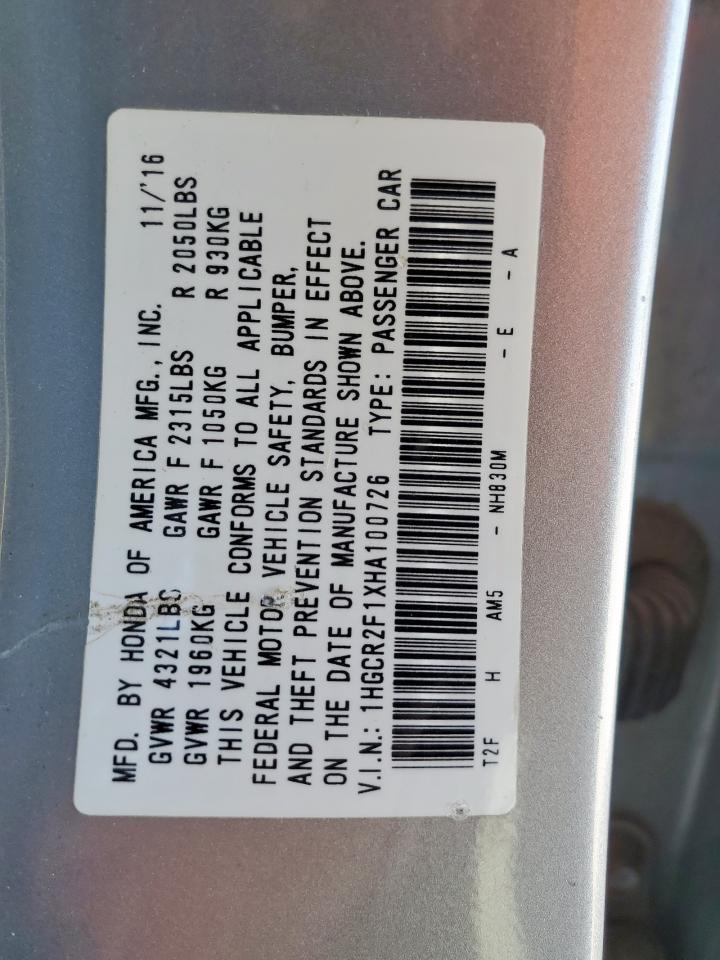 MFD. BY HONDA OF AMERICA MFG., INC. 11/'16
GVWR 4321LBS GAWR F 2315LBS R 2050LBS
GVWR 1960KG GAWR F 1050KG R 930KG
THIS VEHICLE CONFORMS TO ALL APPLICABLE
FEDERAL MOTOR VEHICLE SAFETY, BUMPER,
AND THEFT PREVENTION STANDARDS IN EFFECT
ON THE DATE OF MANUFACTURE SHOWN ABOVE.
V.I.N.: 1HGCR2F1XHA100726 TYPE: PASSENGER CAR
T2F H AM5 - NH830M - E - A